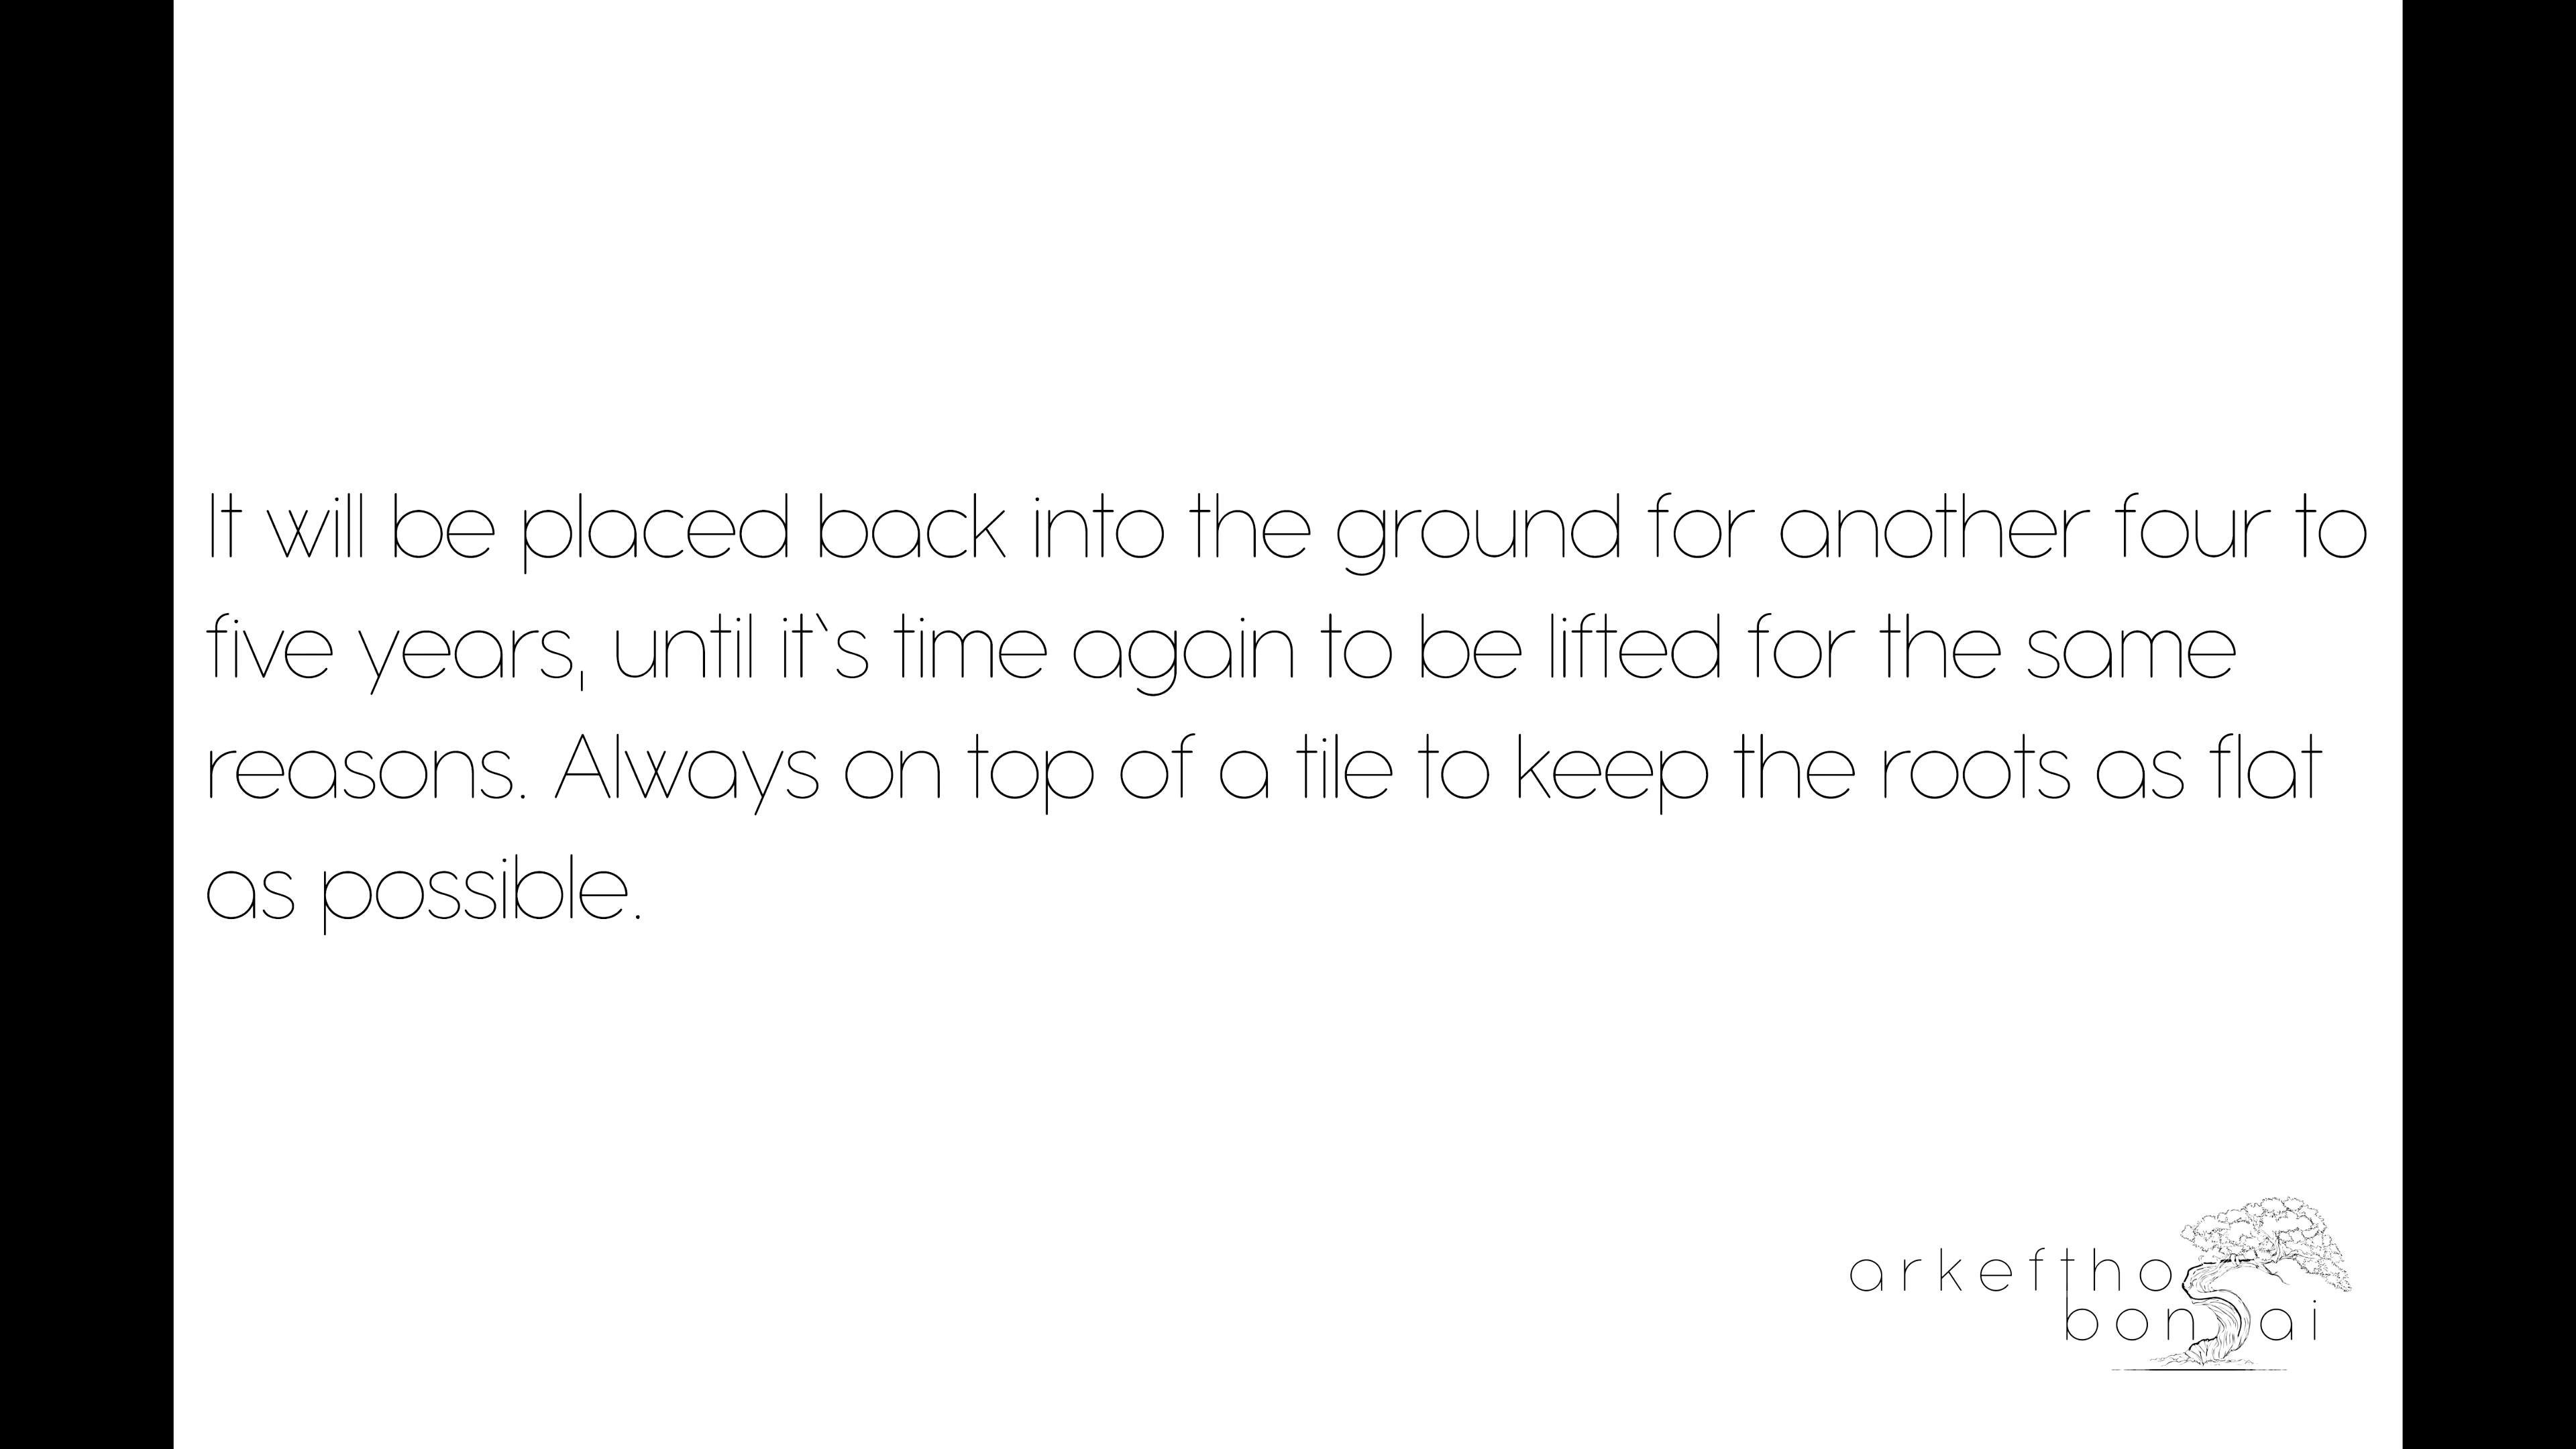 It will be placed back into the ground for another four to
five years, until it`s time again to be lifted for the same
reasons. Always on top of a tile to keep the roots as flat
as possible.
arkeftho
bonsai